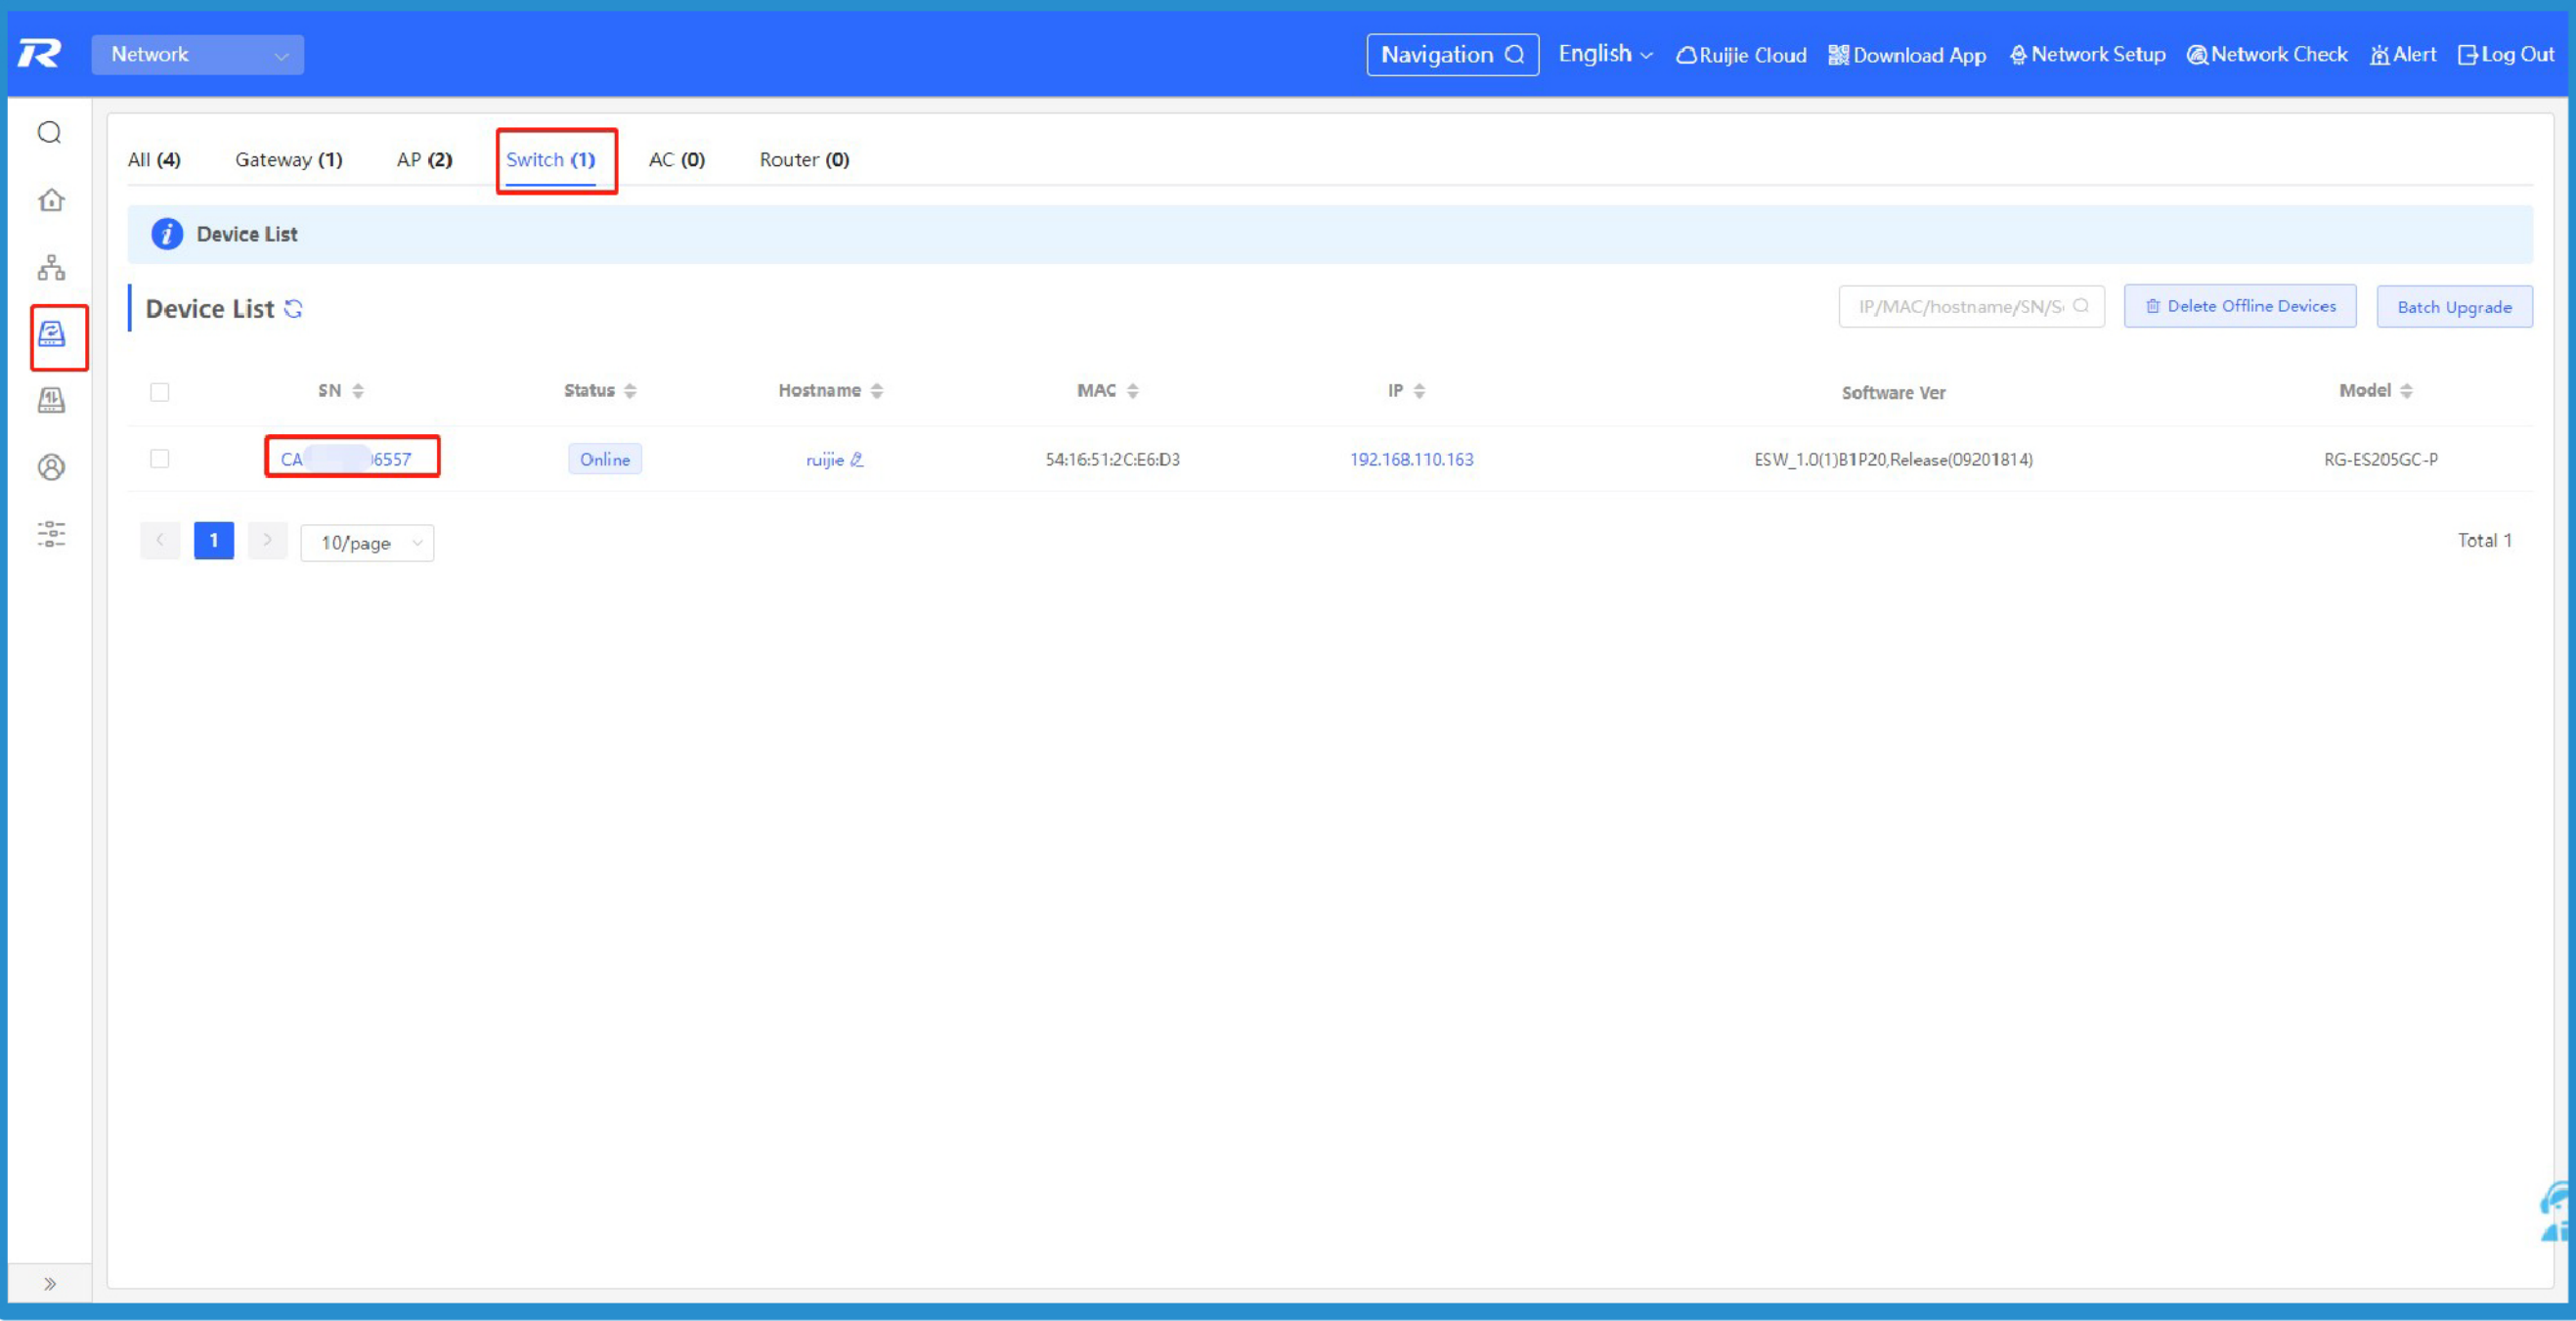 Network
Navigation English Ruijie Cloud Download App Network Setup Network Check Alert Log Out
All (4) Gateway (1) AP (2) Switch (1) AC (0) Router (0)
Device List
Device List IP/MAC/hostname/SN/S Delete Offline Devices Batch Upgrade
SN Status Hostname MAC IP Software Ver Model
CA 6557 Online ruijie 54:16:51:2C:E6:D3 192.168.110.163 ESW_1.0(1)B1P20,Release(09201814) RG-ES205GC-P
1 10/page Total 1